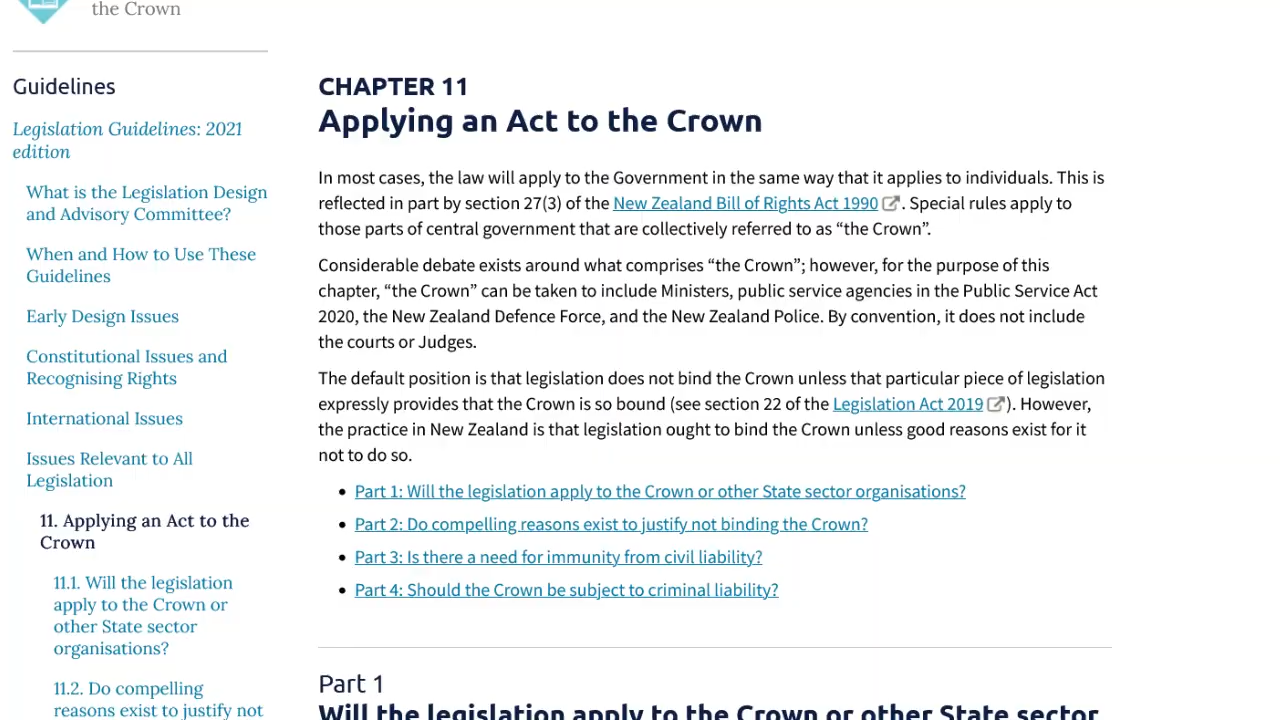 the Crown
Guidelines
Legislation Guidelines: 2021
edition
What is the Legislation Design
and Advisory Committee?
When and How to Use These
Guidelines
Early Design Issues
Constitutional Issues and
Recognising Rights
International Issues
Issues Relevant to All
Legislation
11. Applying an Act to the
Crown
11.1. Will the legislation
apply to the Crown or
other State sector
organisations?
11.2. Do compelling
reasons exist to justify not
CHAPTER 11
Applying an Act to the Crown
In most cases, the law will apply to the Government in the same way that it applies to individuals. This is
reflected in part by section 27(3) of the New Zealand Bill of Rights Act 1990. Special rules apply to
those parts of central government that are collectively referred to as “the Crown”.
Considerable debate exists around what comprises “the Crown”; however, for the purpose of this
chapter, “the Crown” can be taken to include Ministers, public service agencies in the Public Service Act
2020, the New Zealand Defence Force, and the New Zealand Police. By convention, it does not include
the courts or Judges.
The default position is that legislation does not bind the Crown unless that particular piece of legislation
expressly provides that the Crown is so bound (see section 22 of the Legislation Act 2019). However,
the practice in New Zealand is that legislation ought to bind the Crown unless good reasons exist for it
not to do so.
• Part 1: Will the legislation apply to the Crown or other State sector organisations?
• Part 2: Do compelling reasons exist to justify not binding the Crown?
• Part 3: Is there a need for immunity from civil liability?
• Part 4: Should the Crown be subject to criminal liability?
Part 1
Will the legislation apply to the Crown or other State sector